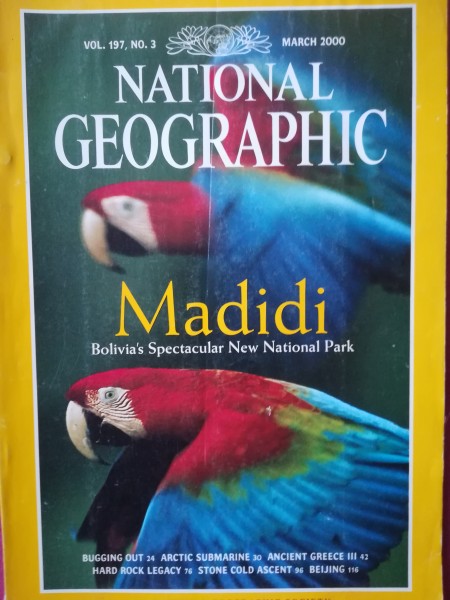 VOL. 197, NO. 3 MARCH 2000
NATIONAL
GEOGRAPHIC
Madidi
Bolivia's Spectacular New National Park
BUGGING OUT 24 ARCTIC SUBMARINE 30 ANCIENT GREECE III 42
HARD ROCK LEGACY 76 STONE COLD ASCENT 96 BEIJING 116